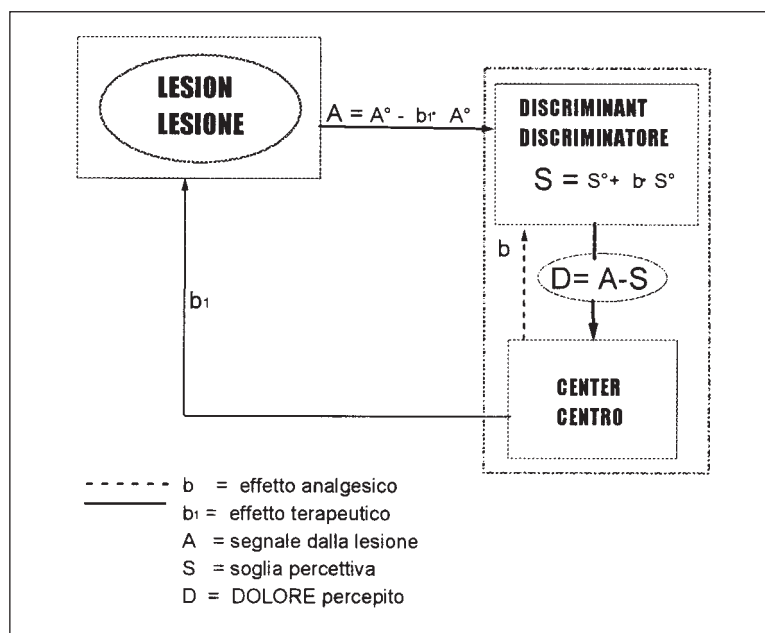 LESION
LESIONE
A = A° - b₁· A°
DISCRIMINANT
DISCRIMINATORE
S = S° + b· S°
b
D= A-S
b₁
CENTER
CENTRO
b = effetto analgesico
b₁ = effetto terapeutico
A = segnale dalla lesione
S = soglia percettiva
D = DOLORE percepito